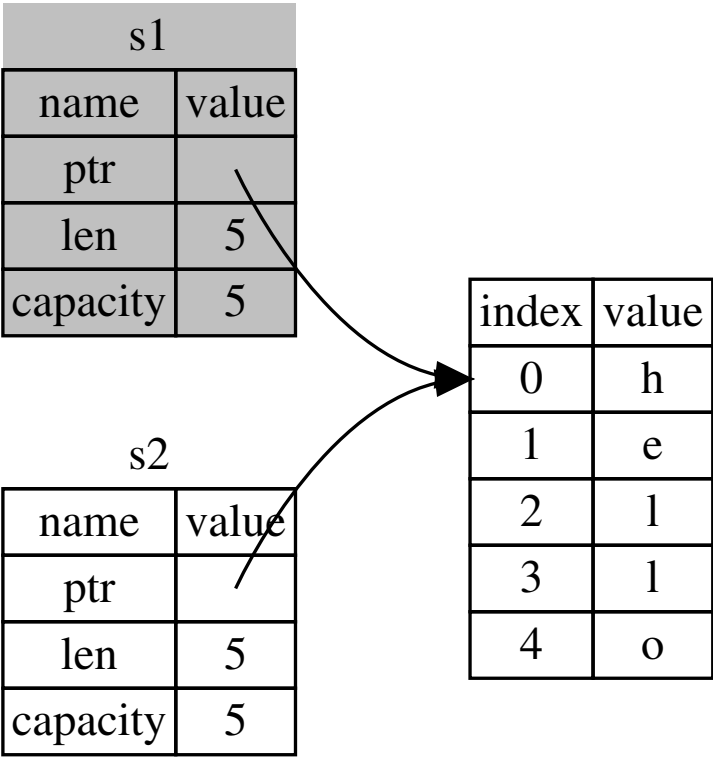 s1
name value
ptr
len 5
capacity 5
s2
name value
ptr
len 5
capacity 5
index value
0 h
1 e
2 l
3 l
4 o